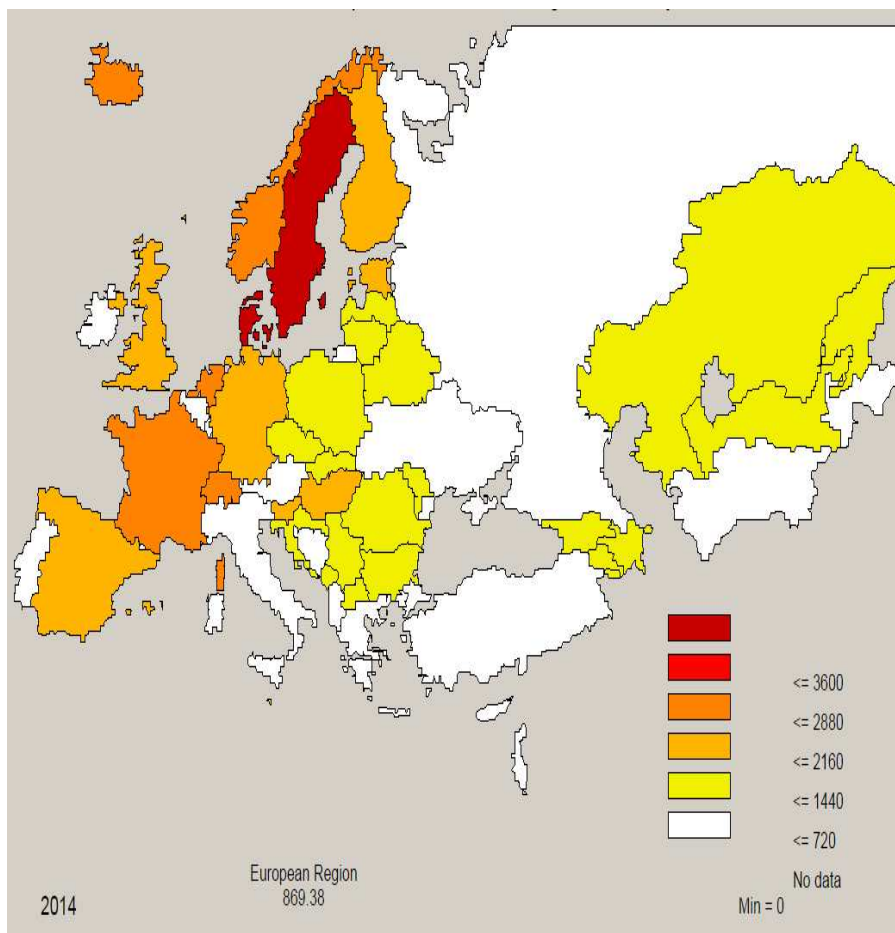 <= 3600
<= 2880
<= 2160
<= 1440
<= 720
No data
Min = 0
European Region
869.38
2014